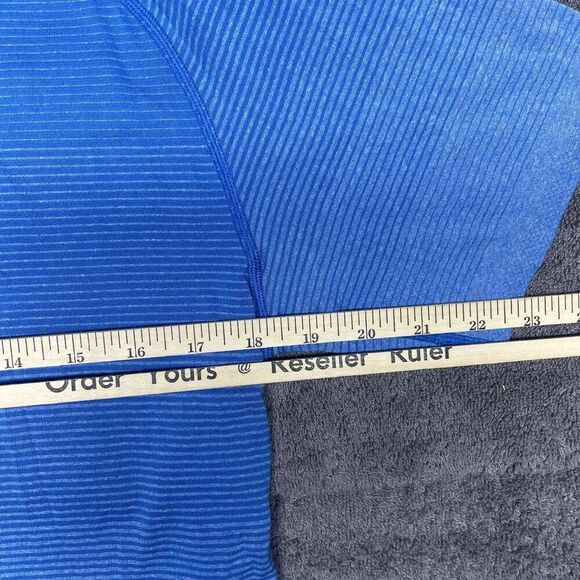 14 15 16 17 18 19 20 21 22 23
Order Yours @ Reseller Ruler